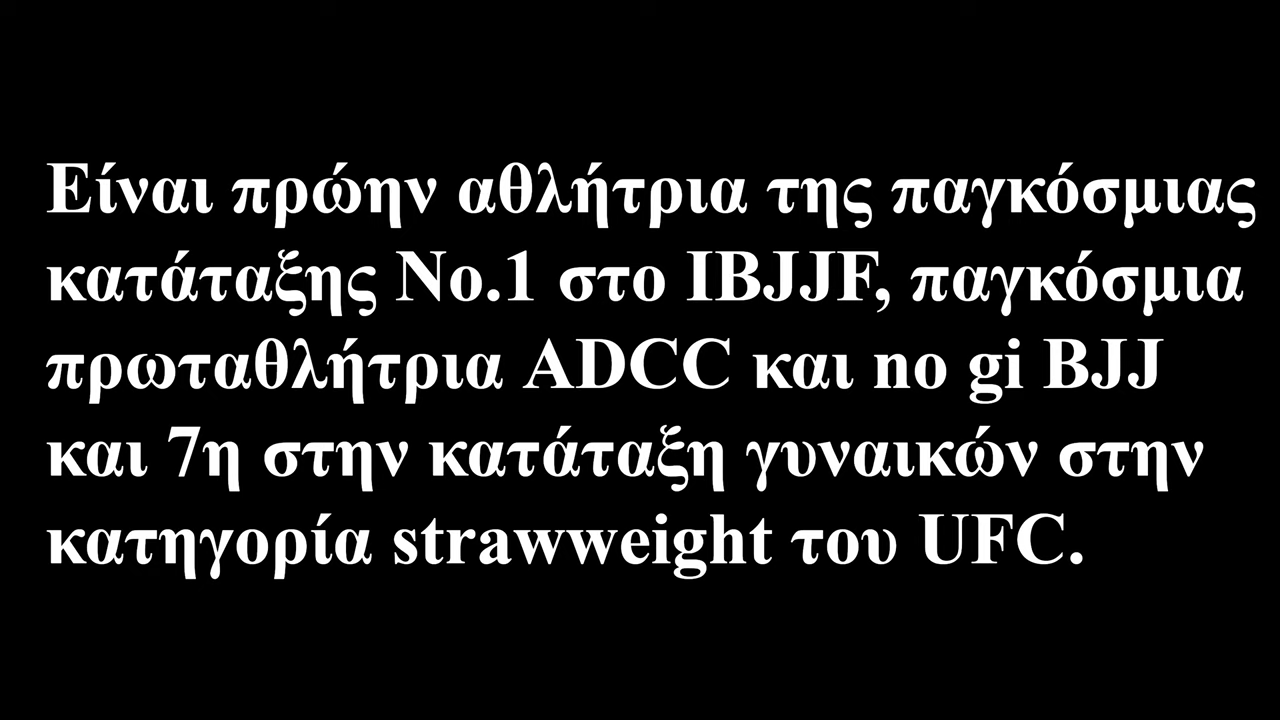 Είναι πρώην αθλήτρια της παγκόσμιας
κατάταξης Νο.1 στο IBJJF, παγκόσμια
πρωταθλήτρια ADCC και no gi BJJ
και 7η στην κατάταξη γυναικών στην
κατηγορία strawweight του UFC.